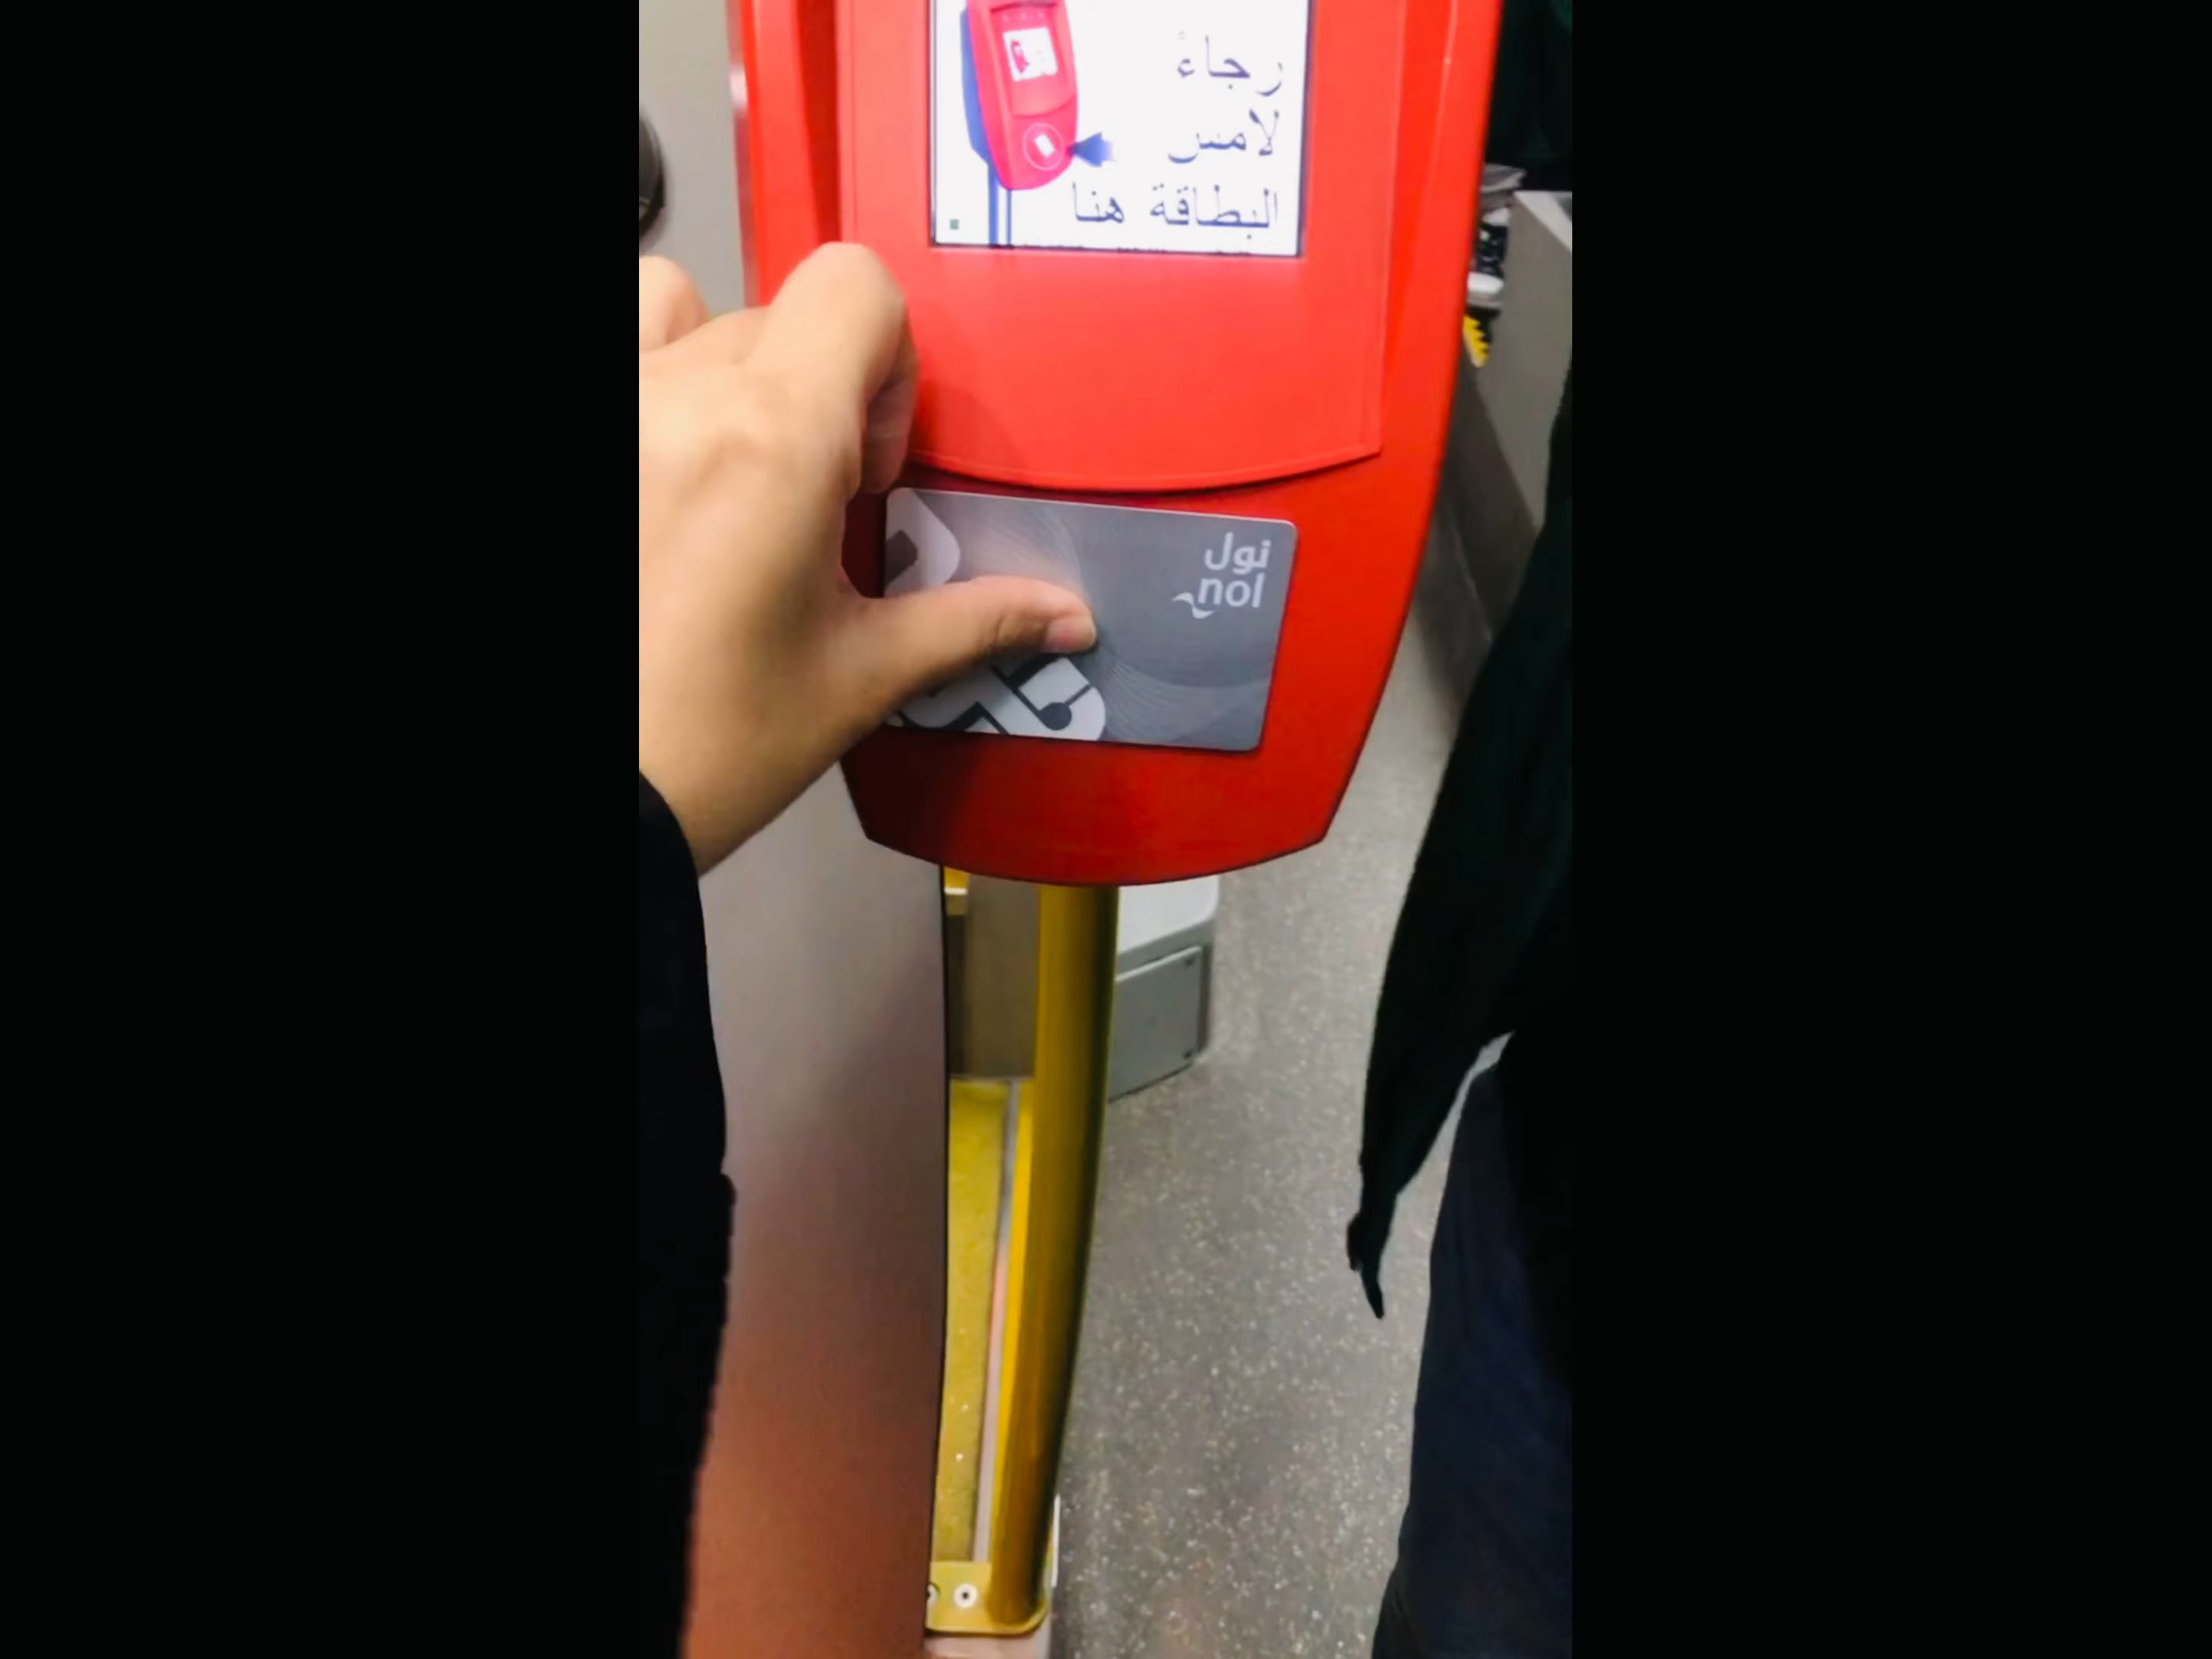 رجاءً
لامس
البطاقة هنا
نول
nol